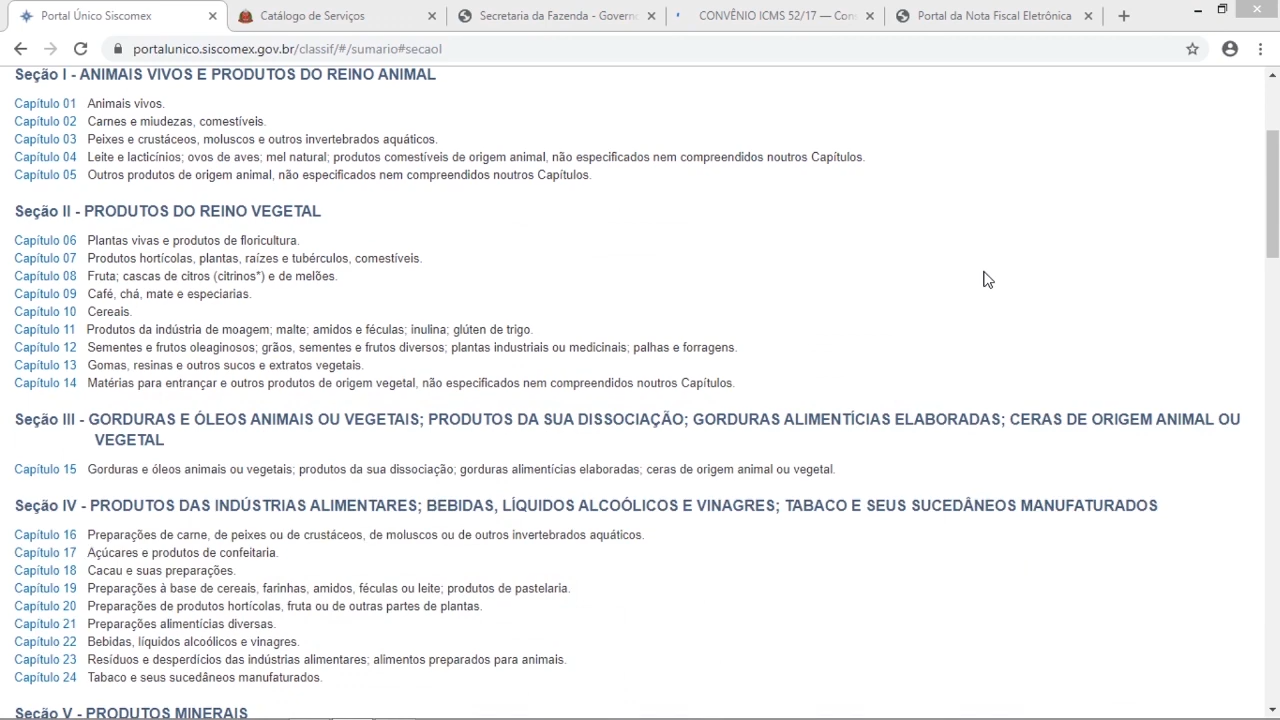 Portal Único Siscomex
Catálogo de Serviços
Secretaria da Fazenda - Governo
CONVÊNIO ICMS 52/17 — Con
Portal da Nota Fiscal Eletrônica
portalunico.siscomex.gov.br/classif/#/sumario#secaoI
Seção I - ANIMAIS VIVOS E PRODUTOS DO REINO ANIMAL
Capítulo 01 Animais vivos.
Capítulo 02 Carnes e miudezas, comestíveis.
Capítulo 03 Peixes e crustáceos, moluscos e outros invertebrados aquáticos.
Capítulo 04 Leite e lacticínios; ovos de aves; mel natural; produtos comestíveis de origem animal, não especificados nem compreendidos noutros Capítulos.
Capítulo 05 Outros produtos de origem animal, não especificados nem compreendidos noutros Capítulos.
Seção II - PRODUTOS DO REINO VEGETAL
Capítulo 06 Plantas vivas e produtos de floricultura.
Capítulo 07 Produtos hortícolas, plantas, raízes e tubérculos, comestíveis.
Capítulo 08 Fruta; cascas de citros (citrinos*) e de melões.
Capítulo 09 Café, chá, mate e especiarias.
Capítulo 10 Cereais.
Capítulo 11 Produtos da indústria de moagem; malte; amidos e féculas; inulina; glúten de trigo.
Capítulo 12 Sementes e frutos oleaginosos; grãos, sementes e frutos diversos; plantas industriais ou medicinais; palhas e forragens.
Capítulo 13 Gomas, resinas e outros sucos e extratos vegetais.
Capítulo 14 Matérias para entrançar e outros produtos de origem vegetal, não especificados nem compreendidos noutros Capítulos.
Seção III - GORDURAS E ÓLEOS ANIMAIS OU VEGETAIS; PRODUTOS DA SUA DISSOCIAÇÃO; GORDURAS ALIMENTÍCIAS ELABORADAS; CERAS DE ORIGEM ANIMAL OU
VEGETAL
Capítulo 15 Gorduras e óleos animais ou vegetais; produtos da sua dissociação; gorduras alimentícias elaboradas; ceras de origem animal ou vegetal.
Seção IV - PRODUTOS DAS INDÚSTRIAS ALIMENTARES; BEBIDAS, LÍQUIDOS ALCOÓLICOS E VINAGRES; TABACO E SEUS SUCEDÂNEOS MANUFATURADOS
Capítulo 16 Preparações de carne, de peixes ou de crustáceos, de moluscos ou de outros invertebrados aquáticos.
Capítulo 17 Açúcares e produtos de confeitaria.
Capítulo 18 Cacau e suas preparações.
Capítulo 19 Preparações à base de cereais, farinhas, amidos, féculas ou leite; produtos de pastelaria.
Capítulo 20 Preparações de produtos hortícolas, fruta ou de outras partes de plantas.
Capítulo 21 Preparações alimentícias diversas.
Capítulo 22 Bebidas, líquidos alcoólicos e vinagres.
Capítulo 23 Resíduos e desperdícios das indústrias alimentares; alimentos preparados para animais.
Capítulo 24 Tabaco e seus sucedâneos manufaturados.
Seção V - PRODUTOS MINERAIS